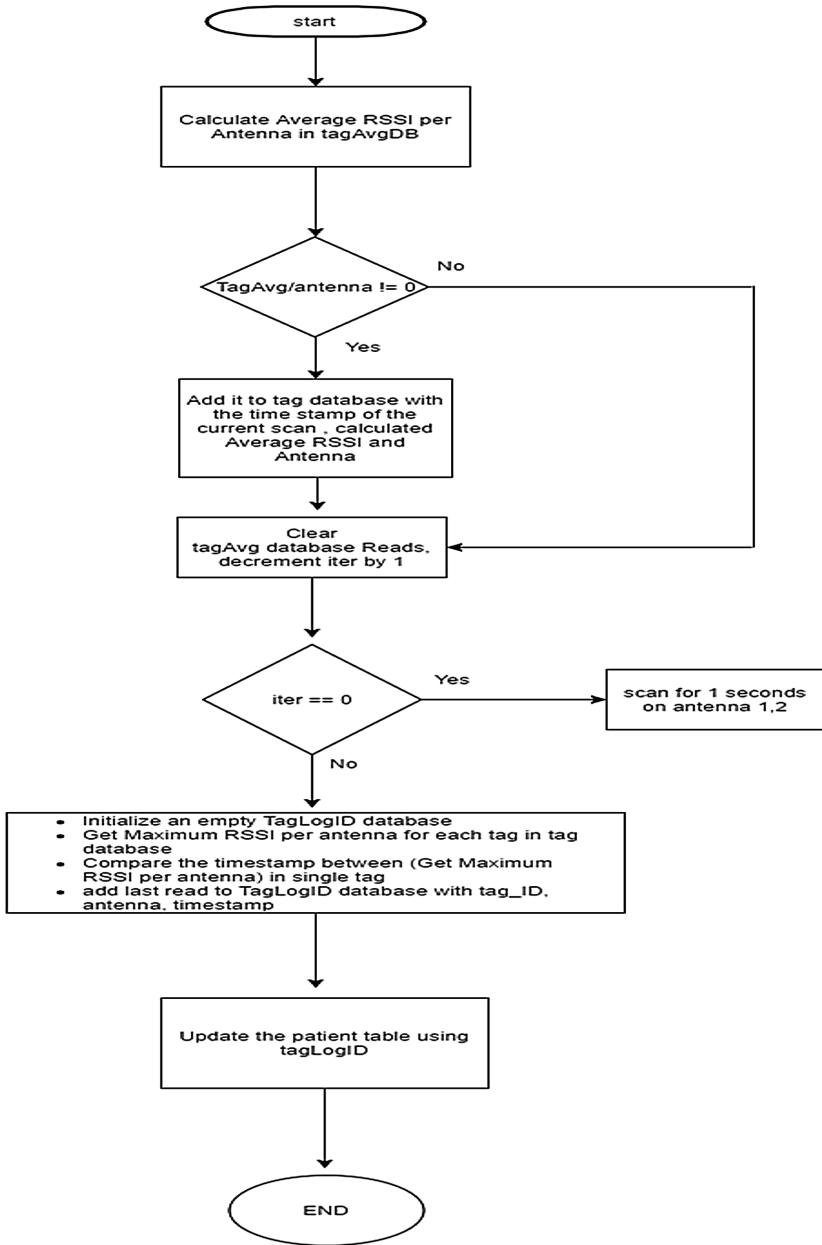 start
Calculate Average RSSI per
Antenna in tagAvgDB
TagAvg/antenna != 0
No
Yes
Add it to tag database with
the time stamp of the
current scan , calculated
Average RSSI and
Antenna
Clear
tagAvg database Reads,
decrement iter by 1
iter == 0
Yes
scan for 1 seconds
on antenna 1,2
No
• Initialize an empty TagLogID database
• Get Maximum RSSI per antenna for each tag in tag
database
• Compare the timestamp between (Get Maximum
RSSI per antenna) in single tag
• add last read to TagLogID database with tag_ID,
antenna, timestamp
Update the patient table using
tagLogID
END